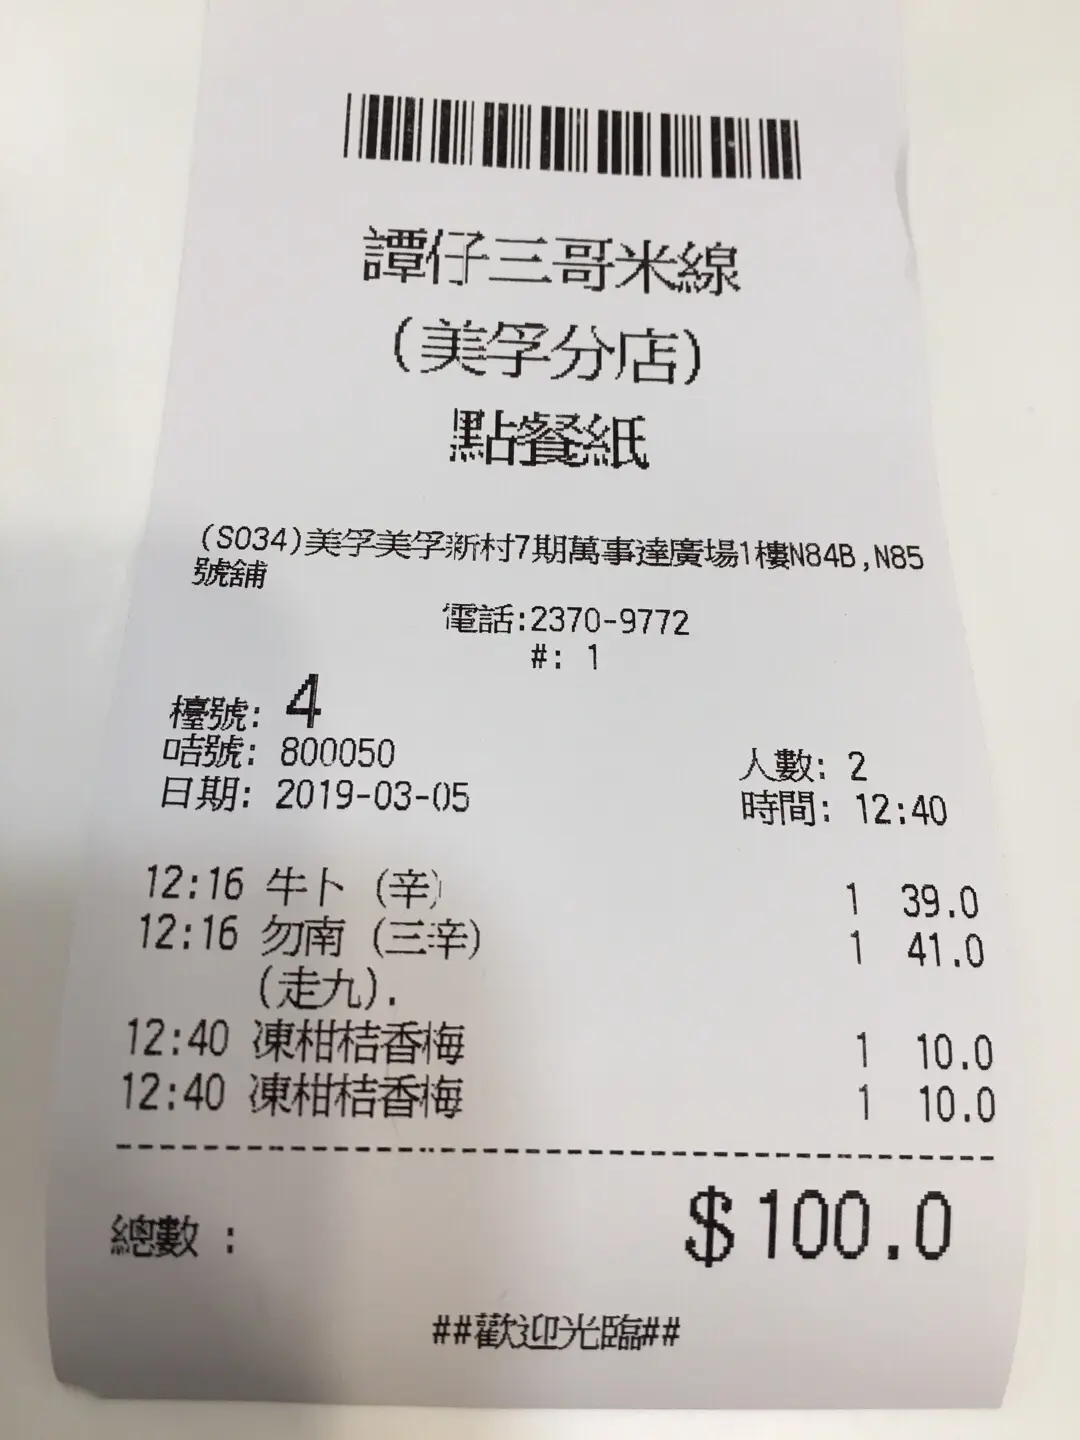 譚仔三哥米線
(美孚分店)
點餐紙
(S034)美孚美孚新村7期萬事達廣場1樓N84B,N85
號舖
電話:2370-9772
#: 1
檯號: 4
咭號: 800050 人數: 2
日期: 2019-03-05 時間: 12:40
12:16 牛卜 (辛) 1 39.0
12:16 勿南 (三辛) 1 41.0
(走九).
12:40 凍柑桔香梅 1 10.0
12:40 凍柑桔香梅 1 10.0
總數 : $100.0
##歡迎光臨##